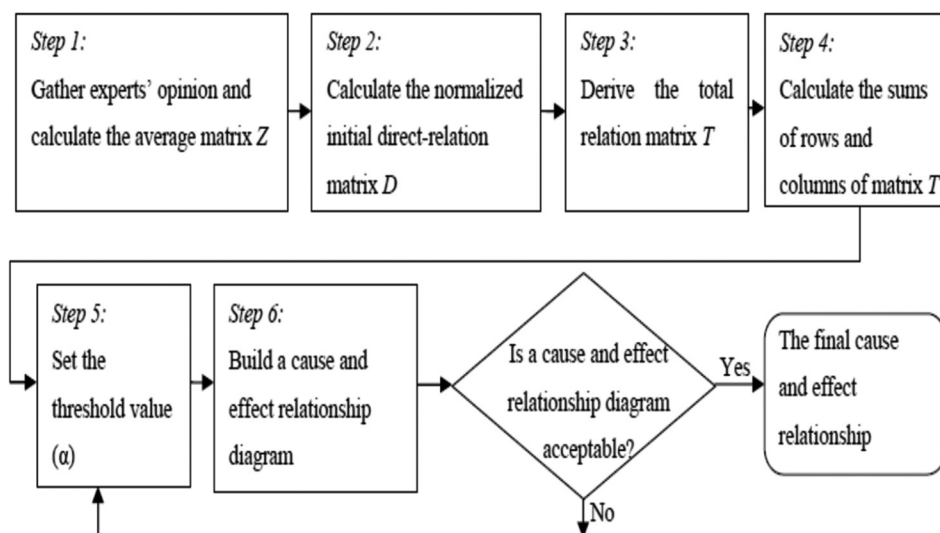 Step 1:
Gather experts’ opinion and
calculate the average matrix Z
Step 2:
Calculate the normalized
initial direct-relation
matrix D
Step 3:
Derive the total
relation matrix T
Step 4:
Calculate the sums
of rows and
columns of matrix T
Step 5:
Set the
threshold value
(α)
Step 6:
Build a cause and
effect relationship
diagram
Is a cause and effect
relationship diagram
acceptable?
Yes
The final cause
and effect
relationship
No